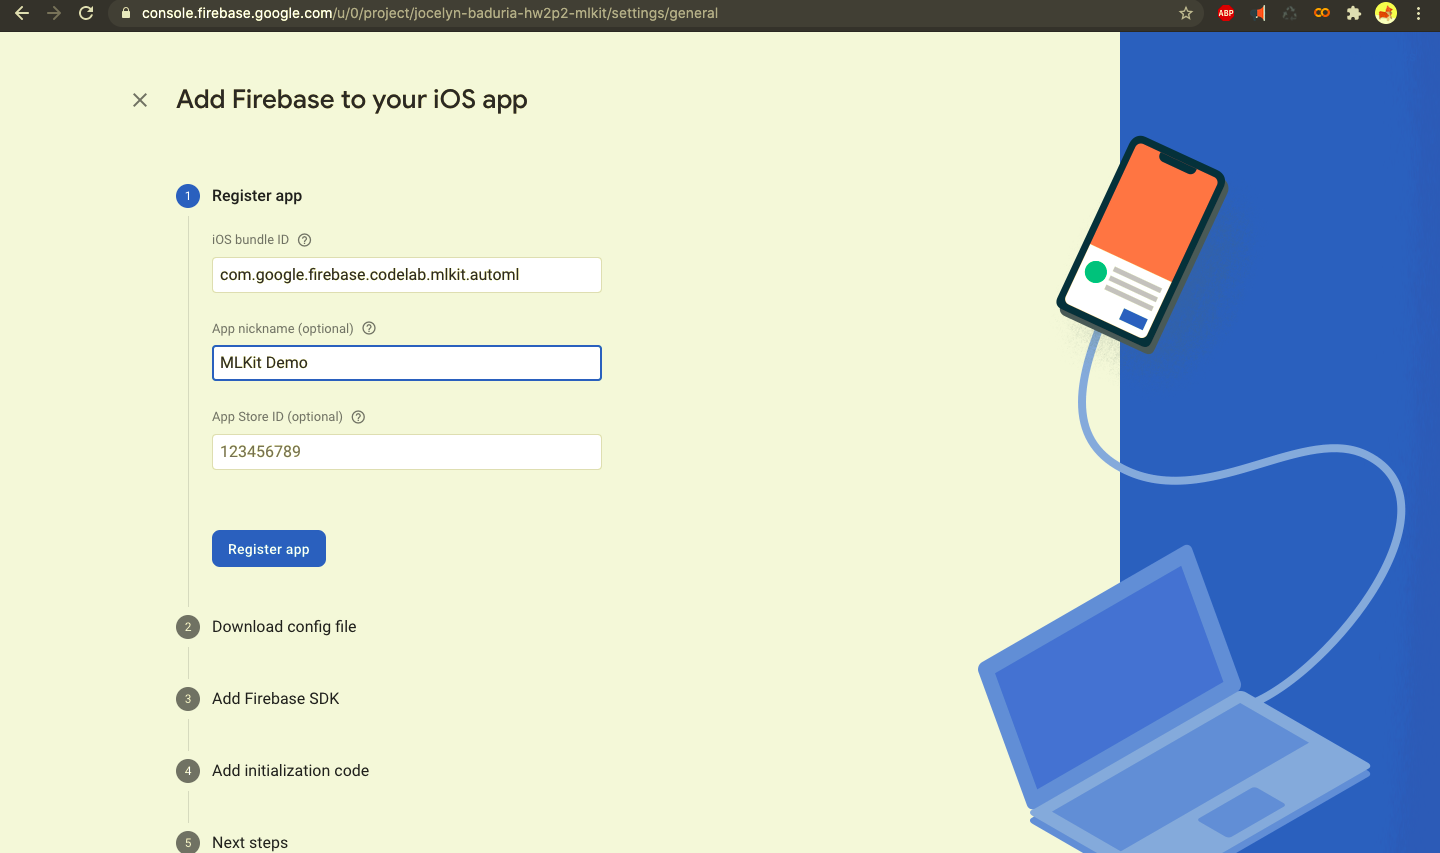 console.firebase.google.com/u/0/project/jocelyn-baduria-hw2p2-mlkit/settings/general
ABP
Add Firebase to your iOS app
1 Register app
iOS bundle ID
com.google.firebase.codelab.mlkit.automl
App nickname (optional)
MLKit Demo
App Store ID (optional)
123456789
Register app
2 Download config file
3 Add Firebase SDK
4 Add initialization code
5 Next steps